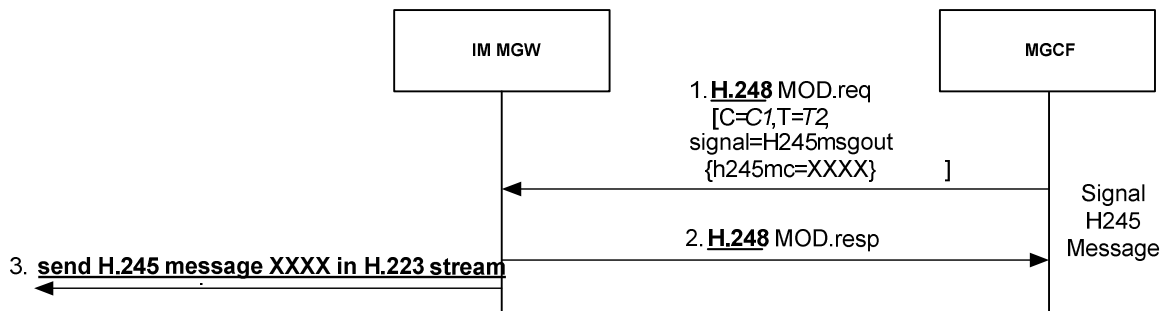 IM MGW
MGCF
1. H.248 MOD.req
[C=C1,T=T2,
signal=H245msgout
{h245mc=XXXX} ]
Signal
H245
Message
2. H.248 MOD.resp
3. send H.245 message XXXX in H.223 stream